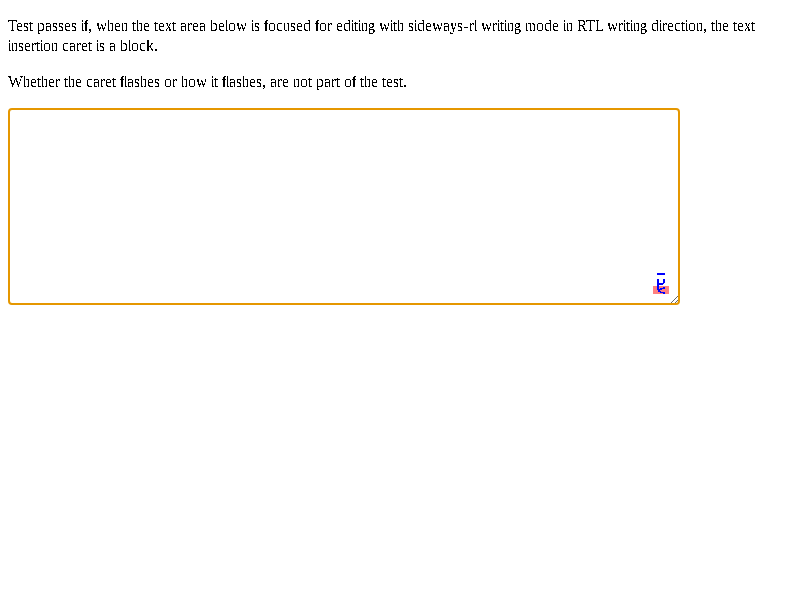 Test passes if, when the text area below is focused for editing with sideways-rl writing mode in RTL writing direction, the text
insertion caret is a block.
Whether the caret flashes or how it flashes, are not part of the test.